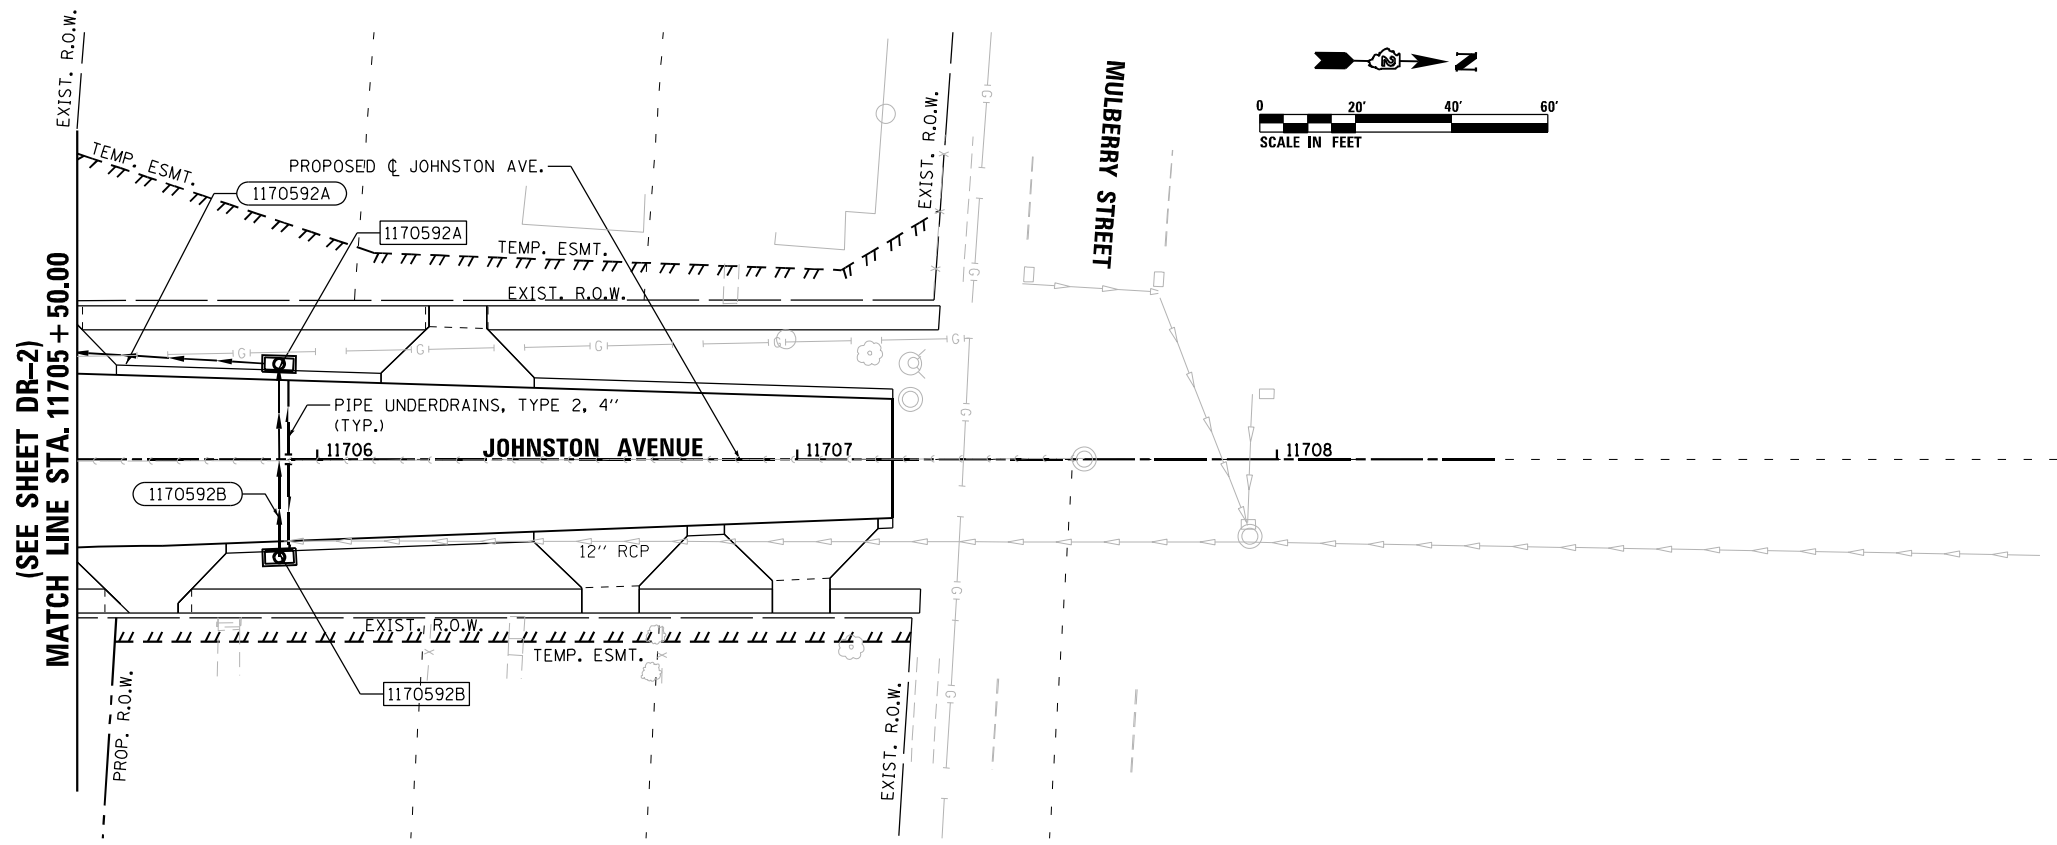 EXIST. R.O.W.
TEMP. ESMT.
1170592A
PROPOSED ℄ JOHNSTON AVE.
1170592A
TEMP. ESMT.
EXIST. R.O.W.
EXIST. R.O.W.
MULBERRY STREET
N
0 20' 40' 60'
SCALE IN FEET
(SEE SHEET DR-2)
MATCH LINE STA. 11705 + 50.00
G G G G G
G G G G G G
PIPE UNDERDRAINS, TYPE 2, 4"
(TYP.)
11706
JOHNSTON AVENUE
11707
11708
1170592B
12" RCP
EXIST. R.O.W.
TEMP. ESMT.
1170592B
PROP. R.O.W.
EXIST. R.O.W.